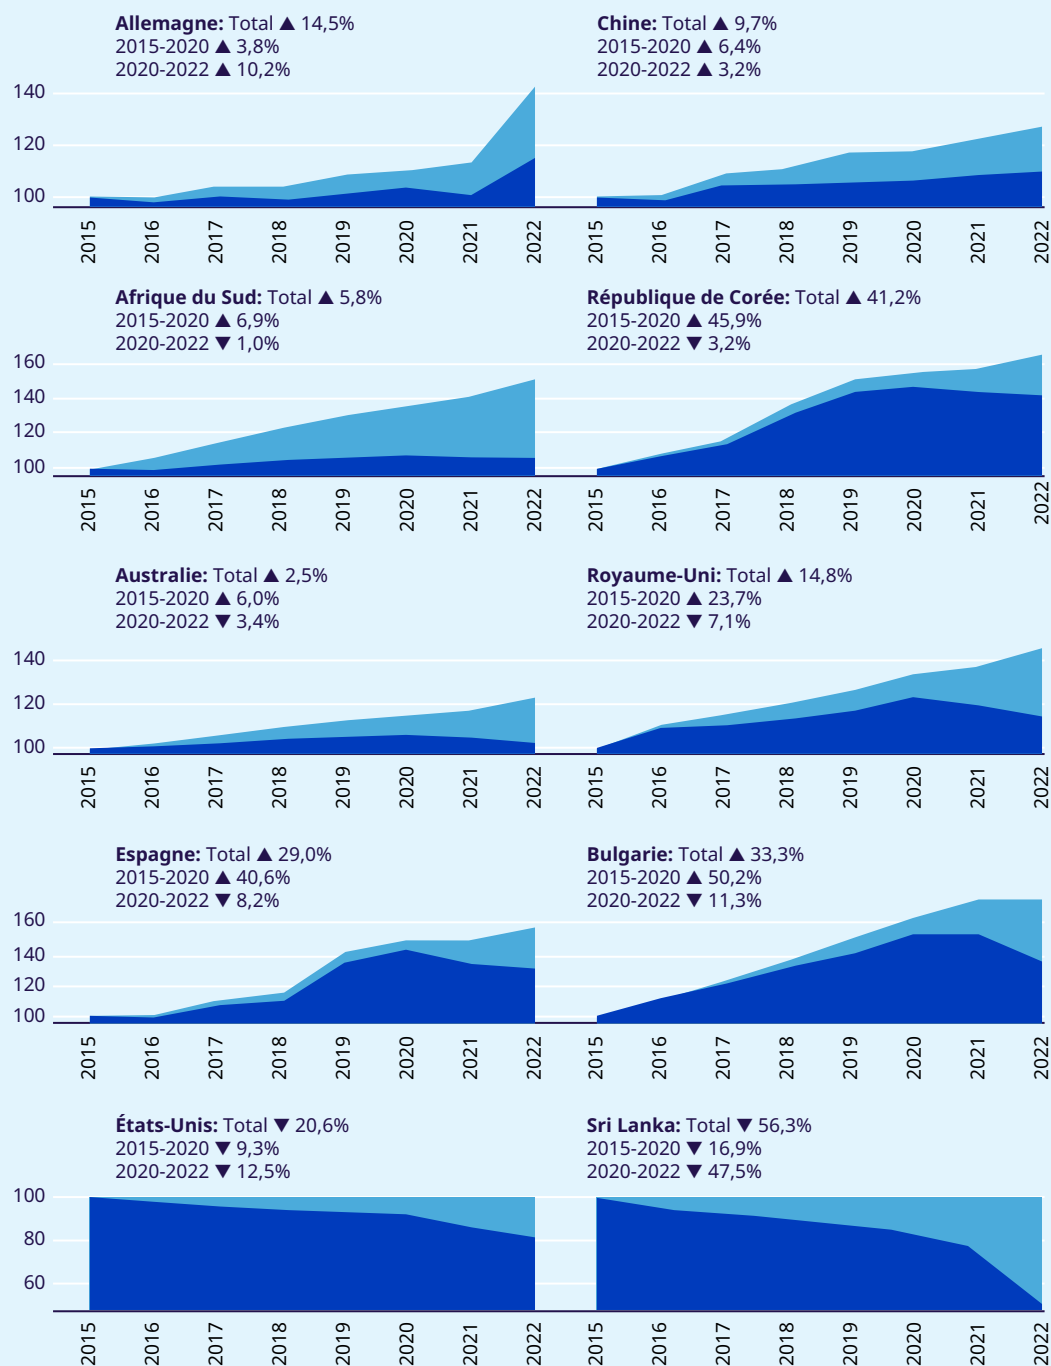 Allemagne: Total ▲ 14,5%
2015-2020 ▲ 3,8%
2020-2022 ▲ 10,2%
140
120
100
2015 2016 2017 2018 2019 2020 2021 2022
Chine: Total ▲ 9,7%
2015-2020 ▲ 6,4%
2020-2022 ▲ 3,2%
2015 2016 2017 2018 2019 2020 2021 2022
Afrique du Sud: Total ▲ 5,8%
2015-2020 ▲ 6,9%
2020-2022 ▼ 1,0%
160
140
120
100
2015 2016 2017 2018 2019 2020 2021 2022
République de Corée: Total ▲ 41,2%
2015-2020 ▲ 45,9%
2020-2022 ▼ 3,2%
2015 2016 2017 2018 2019 2020 2021 2022
Australie: Total ▲ 2,5%
2015-2020 ▲ 6,0%
2020-2022 ▼ 3,4%
140
120
100
2015 2016 2017 2018 2019 2020 2021 2022
Royaume-Uni: Total ▲ 14,8%
2015-2020 ▲ 23,7%
2020-2022 ▼ 7,1%
2015 2016 2017 2018 2019 2020 2021 2022
Espagne: Total ▲ 29,0%
2015-2020 ▲ 40,6%
2020-2022 ▼ 8,2%
160
140
120
100
2015 2016 2017 2018 2019 2020 2021 2022
Bulgarie: Total ▲ 33,3%
2015-2020 ▲ 50,2%
2020-2022 ▼ 11,3%
2015 2016 2017 2018 2019 2020 2021 2022
États-Unis: Total ▼ 20,6%
2015-2020 ▼ 9,3%
2020-2022 ▼ 12,5%
100
80
60
2015 2016 2017 2018 2019 2020 2021 2022
Sri Lanka: Total ▼ 56,3%
2015-2020 ▼ 16,9%
2020-2022 ▼ 47,5%
2015 2016 2017 2018 2019 2020 2021 2022